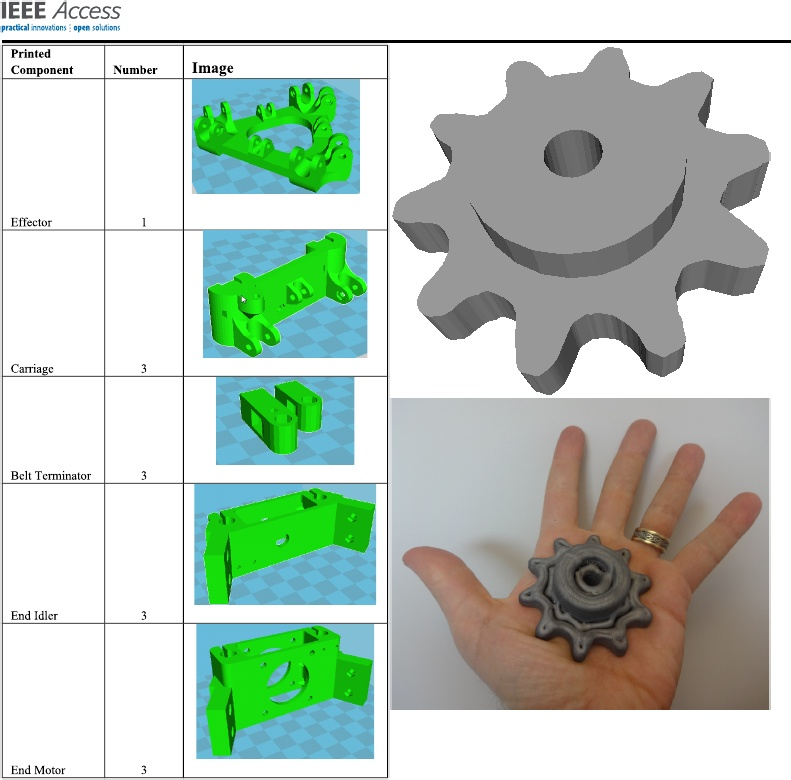 IEEE Access
practical innovations | open solutions
Printed
Component Number Image
Effector 1
Carriage 3
Belt Terminator 3
End Idler 3
End Motor 3